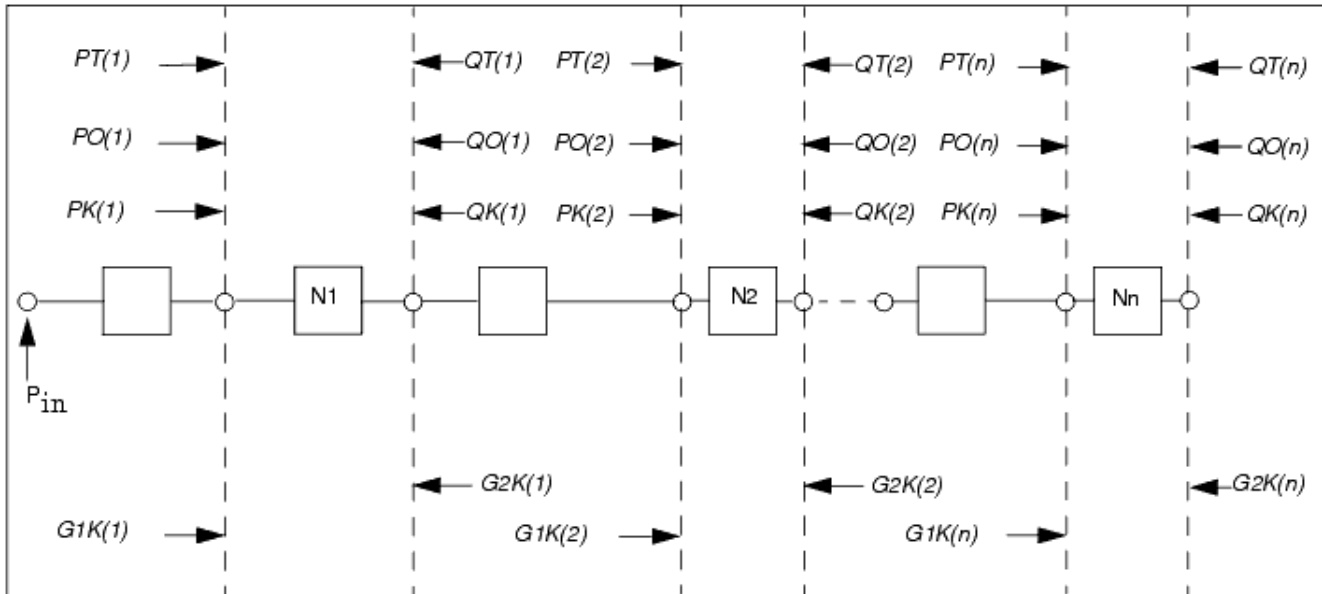 PT(1) QT(1) PT(2) QT(2) PT(n) QT(n)
PO(1) QO(1) PO(2) QO(2) PO(n) QO(n)
PK(1) QK(1) PK(2) QK(2) PK(n) QK(n)
N1 N2 Nn
Pin
G2K(1) G2K(2) G2K(n)
G1K(1) G1K(2) G1K(n)